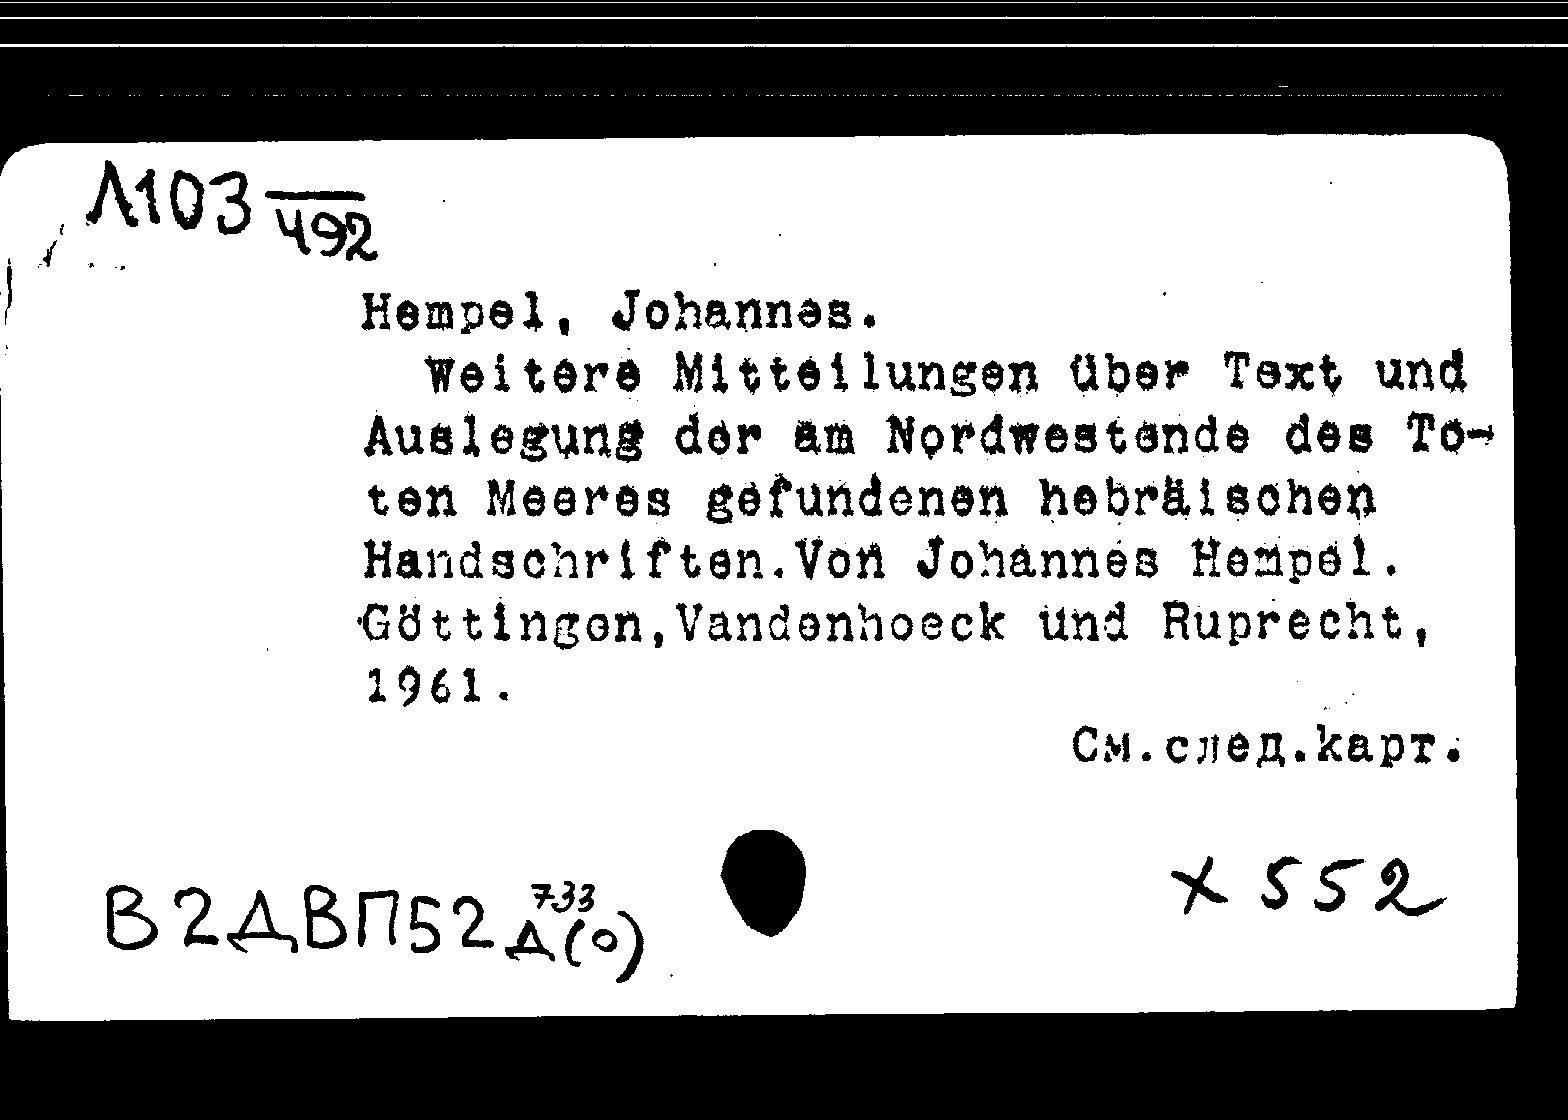 Л103
492
Hempel, Johannes.
Weitere Mitteilungen über Text und
Auslegung der am Nordwestende des To-
ten Meeres gefundenen hebräischen
Handschriften.Von Johannes Hempel.
Göttingen,Vandenhoeck und Ruprecht,
1961.
См.след.карт.
х 552
В2ДВП52 733
Д(0)